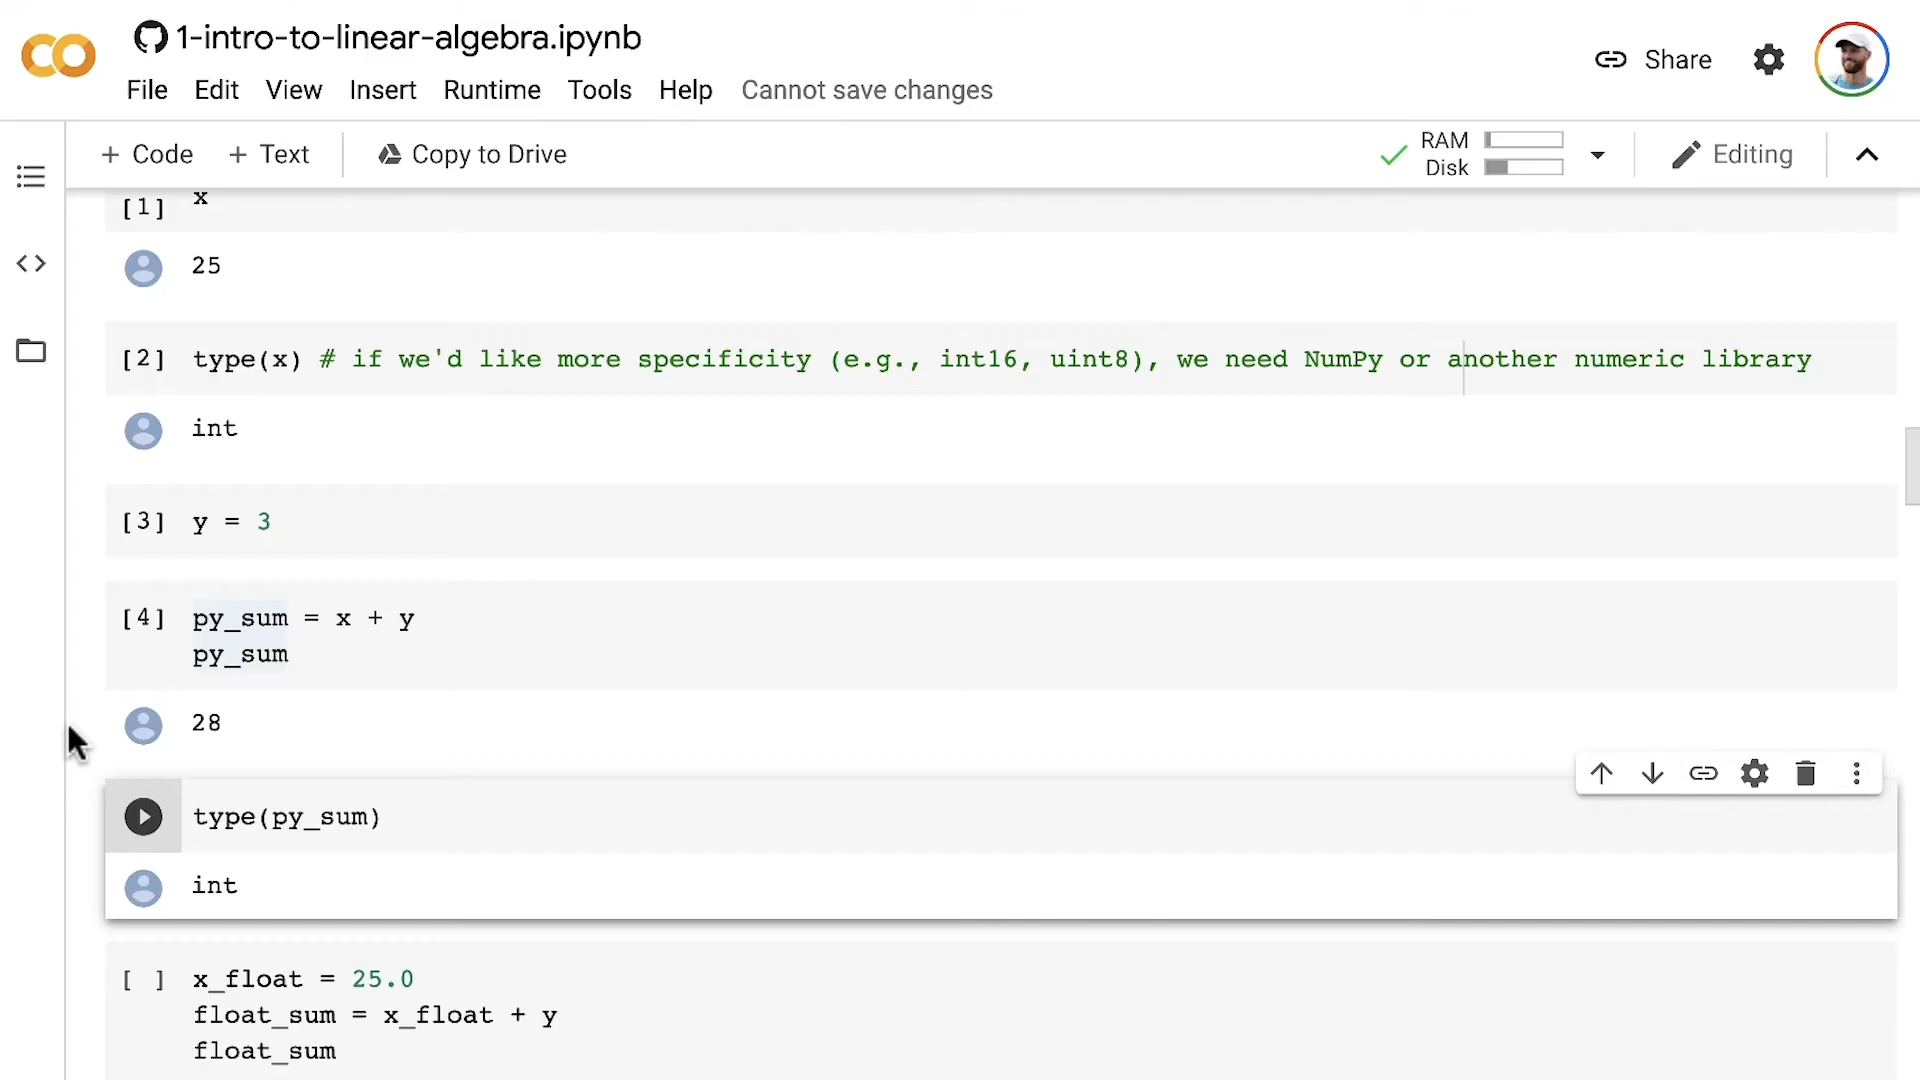 1-intro-to-linear-algebra.ipynb
File Edit View Insert Runtime Tools Help Cannot save changes
Share
+ Code + Text Copy to Drive
RAM
Disk
Editing
[1] x
25
[2] type(x) # if we'd like more specificity (e.g., int16, uint8), we need NumPy or another numeric library
int
[3] y = 3
[4] py_sum = x + y
py_sum
28
type(py_sum)
int
[ ] x_float = 25.0
float_sum = x_float + y
float_sum